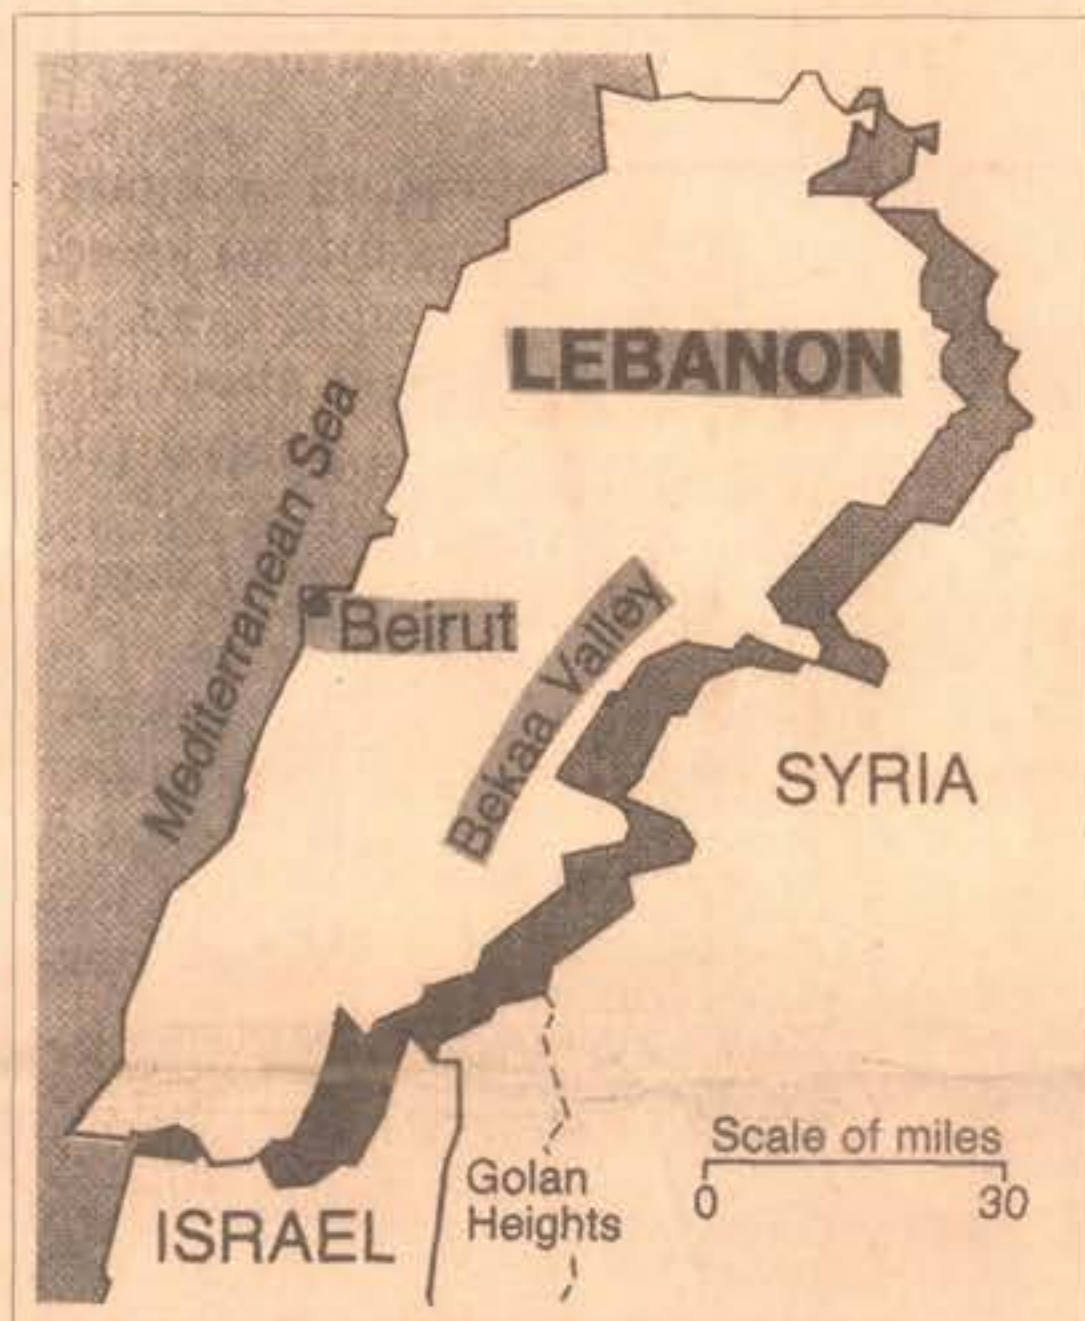 LEBANON
Mediterranean Sea
Beirut
Bekaa Valley
SYRIA
Scale of miles
0 30
Golan
Heights
ISRAEL